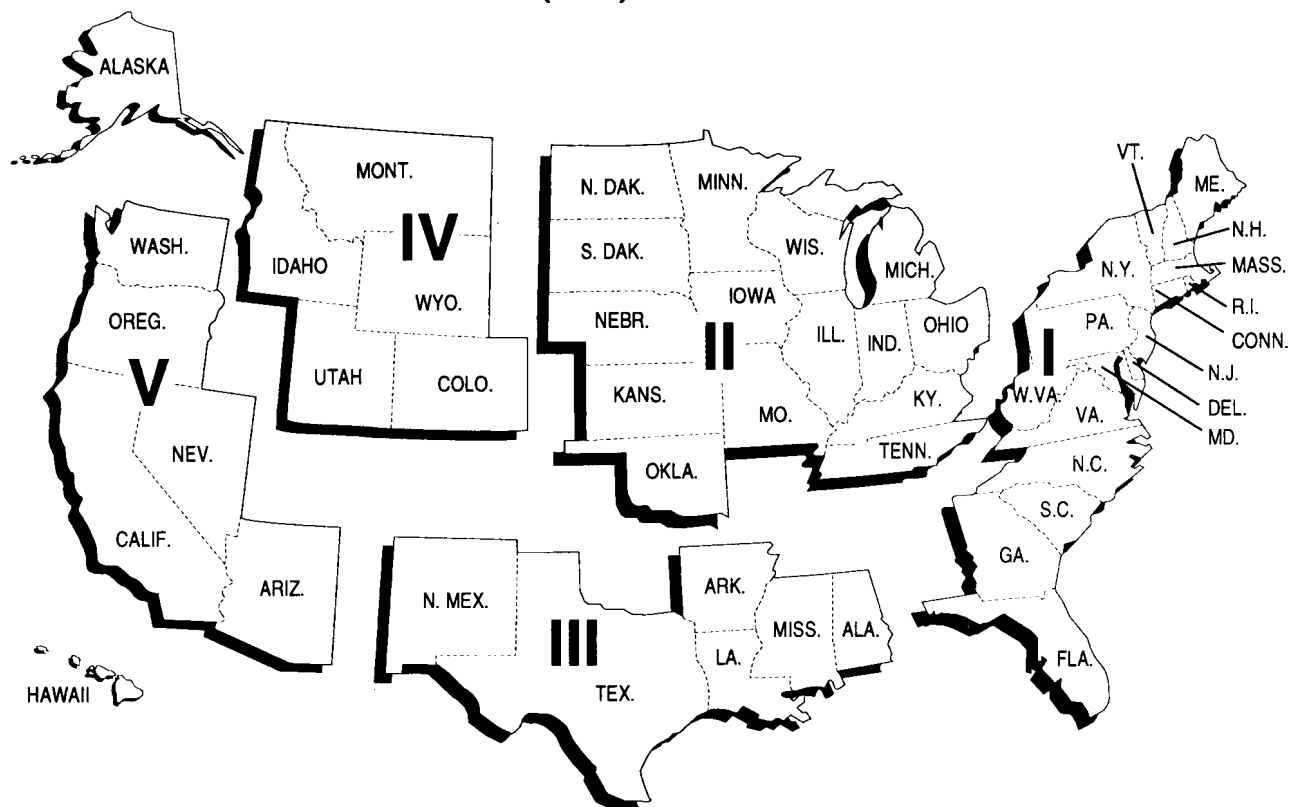 ALASKA
MONT.
IV
IDAHO
WYO.
UTAH
COLO.
WASH.
OREG.
V
NEV.
CALIF.
ARIZ.
HAWAII
N. DAK.
MINN.
S. DAK.
WIS.
MICH.
IOWA
NEBR.
II
ILL.
IND.
OHIO
KANS.
MO.
KY.
OKLA.
TENN.
N. MEX.
III
TEX.
ARK.
LA.
MISS.
ALA.
VT.
ME.
N.H.
N.Y.
MASS.
R.I.
PA.
CONN.
I
N.J.
W.VA.
DEL.
VA.
MD.
N.C.
S.C.
GA.
FLA.